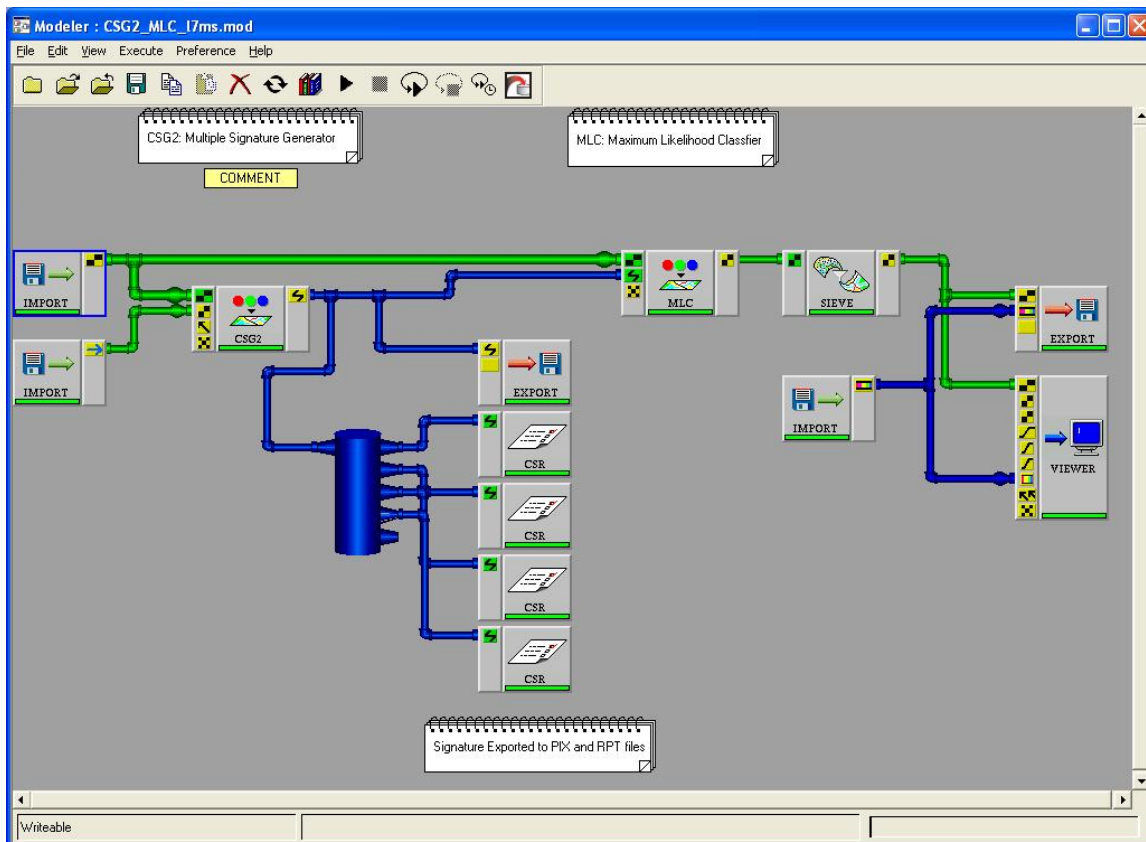 Modeler : CSG2_MLC_l7ms.mod
File Edit View Execute Preference Help
CSG2: Multiple Signature Generator
MLC: Maximum Likelihood Classfier
COMMENT
IMPORT
CSG2
MLC
SIEVE
EXPORT
IMPORT
EXPORT
IMPORT
VIEWER
CSR
CSR
CSR
CSR
Signature Exported to PIX and RPT files
Writeable